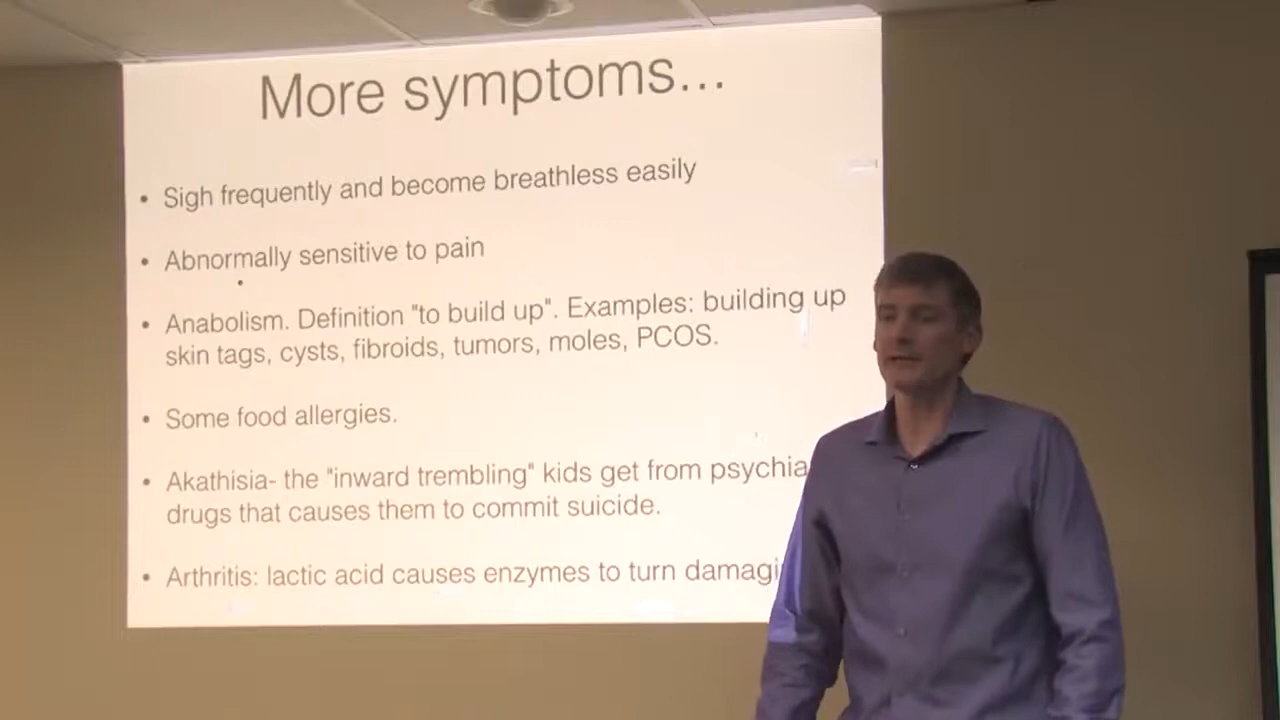 More symptoms...
• Sigh frequently and become breathless easily
• Abnormally sensitive to pain
• Anabolism. Definition "to build up". Examples: building up
skin tags, cysts, fibroids, tumors, moles, PCOS.
• Some food allergies.
• Akathisia- the "inward trembling" kids get from psychia
drugs that causes them to commit suicide.
• Arthritis: lactic acid causes enzymes to turn damagi